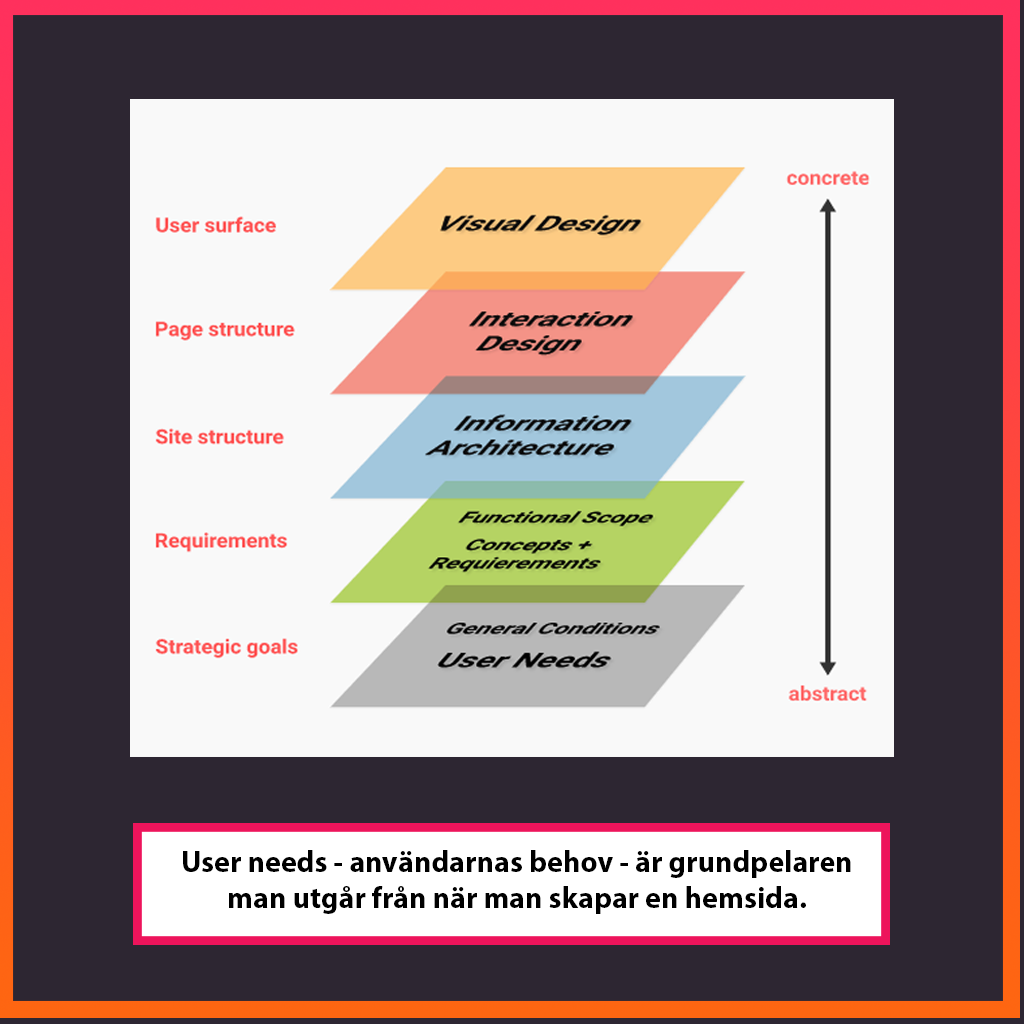 concrete
User surface
Visual Design
Page structure
Interaction
Design
Site structure
Information
Architecture
Requirements
Functional Scope
Concepts +
Requierements
Strategic goals
General Conditions
User Needs
abstract
User needs - användarnas behov - är grundpelaren
man utgår från när man skapar en hemsida.